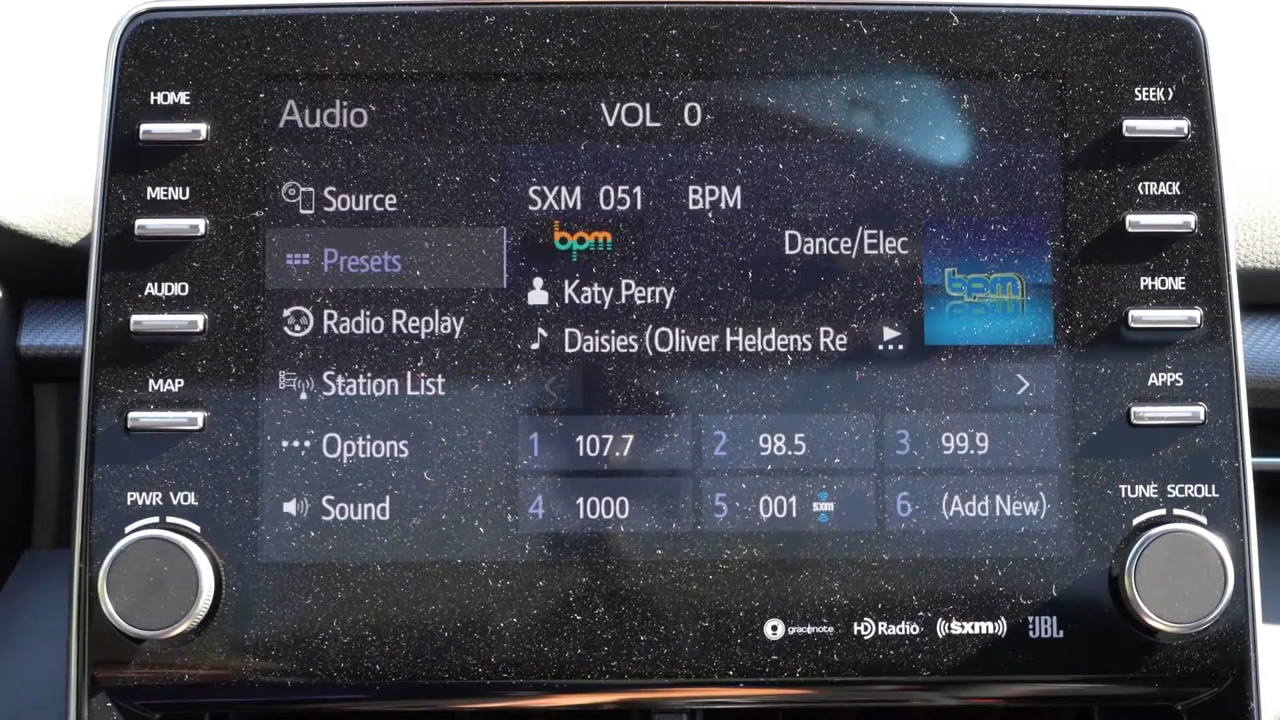 HOME
MENU
AUDIO
MAP
PWR VOL
Audio
VOL 0
Source
Presets
Radio Replay
Station List
Options
Sound
SXM 051 BPM
bpm
Dance/Elec
bpm
Katy Perry
Daisies (Oliver Heldens Re
1 107.7
2 98.5
3 99.9
4 1000
5 001 sxm
6 (Add New)
SEEK >
< TRACK
PHONE
APPS
TUNE SCROLL
gracenote HD Radio ((sxm)) JBL